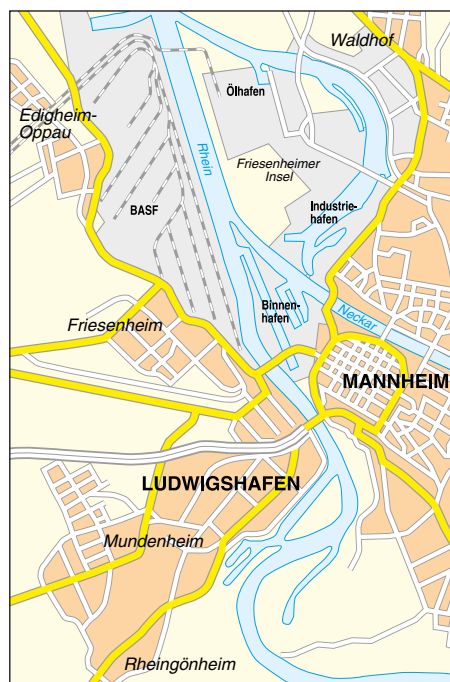 Waldhof
Ölhafen
Edigheim-
Oppau
Rhein
Friesenheimer
Insel
BASF
Industrie-
hafen
Binnen-
hafen
Neckar
Friesenheim
MANNHEIM
LUDWIGSHAFEN
Mundenheim
Rheingönheim